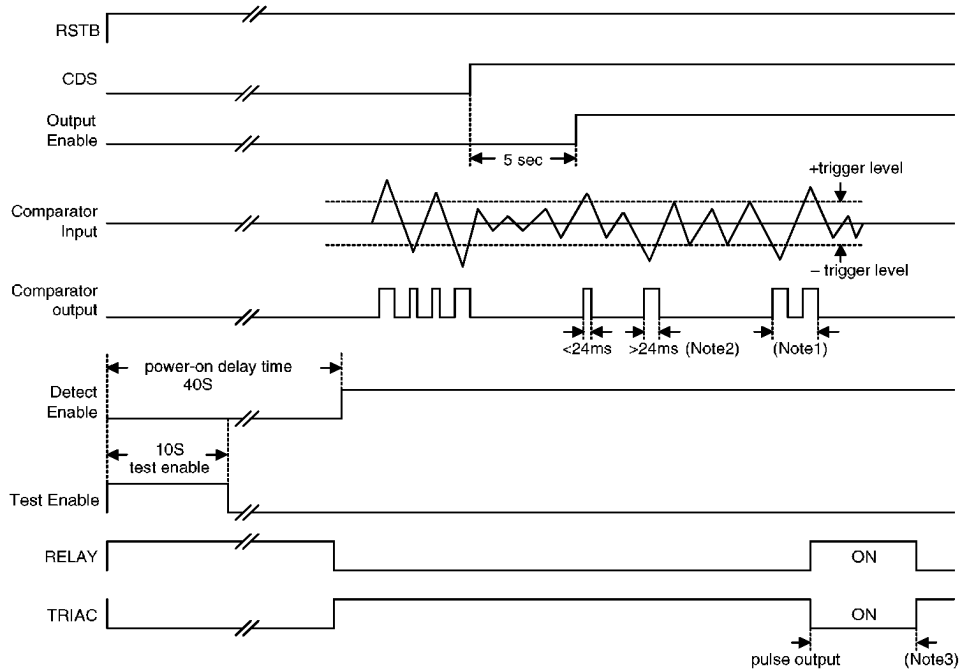 RSTB
CDS
Output
Enable
5 sec
+trigger level
Comparator
Input
– trigger level
Comparator
output
<24ms
>24ms
(Note2)
(Note1)
power-on delay time
40S
Detect
Enable
10S
test enable
Test Enable
RELAY
ON
TRIAC
ON
pulse output
(Note3)